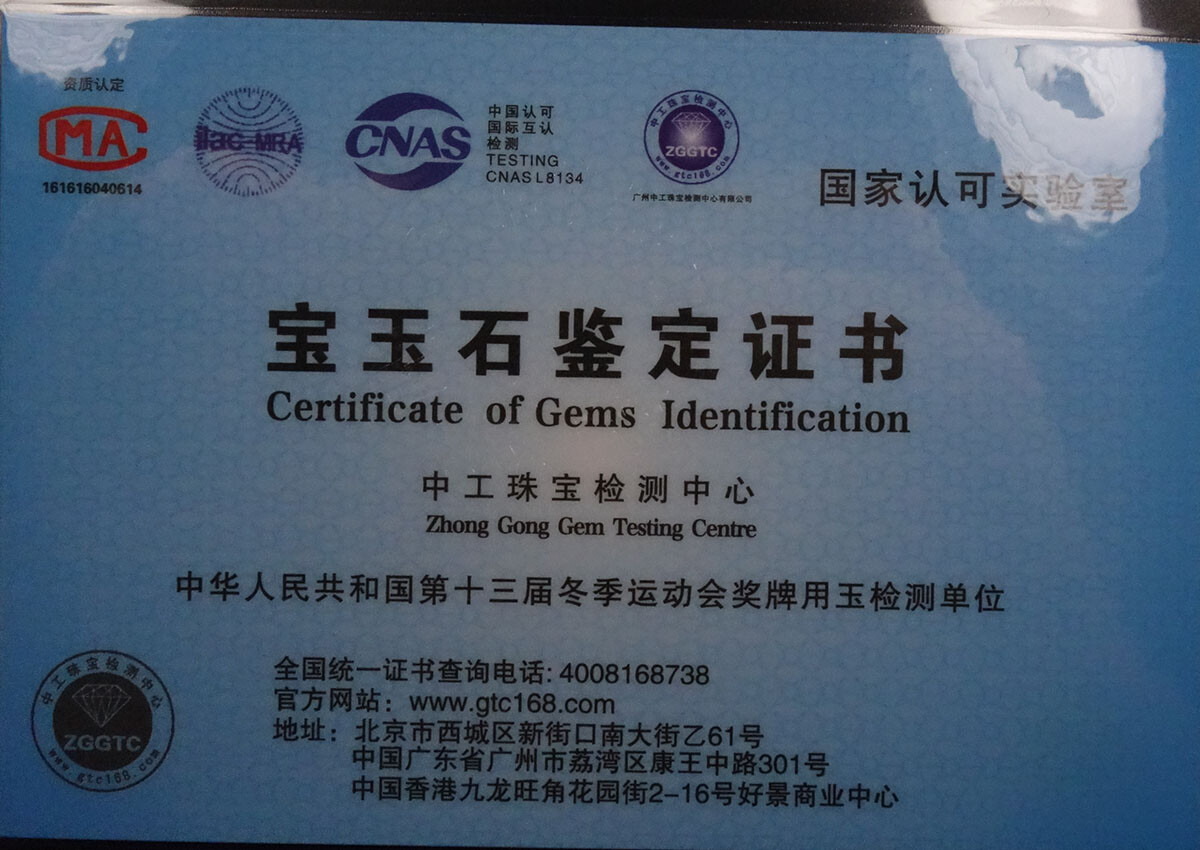 资质认定
MA
161616040614
ilac-MRA
CNAS
中国认可
国际互认
检测
TESTING
CNAS L8134
中工珠宝检测中心
ZGGTC
www.gtc168.com
广州中工珠宝检测中心有限公司
国家认可实验室
宝玉石鉴定证书
Certificate of Gems Identification
中工珠宝检测中心
Zhong Gong Gem Testing Centre
中华人民共和国第十三届冬季运动会奖牌用玉检测单位
中工珠宝检测中心
ZGGTC
www.gtc168.com
全国统一证书查询电话: 4008168738
官方网站: www.gtc168.com
地址: 北京市西城区新街口南大街乙61号
中国广东省广州市荔湾区康王中路301号
中国香港九龙旺角花园街2-16号好景商业中心